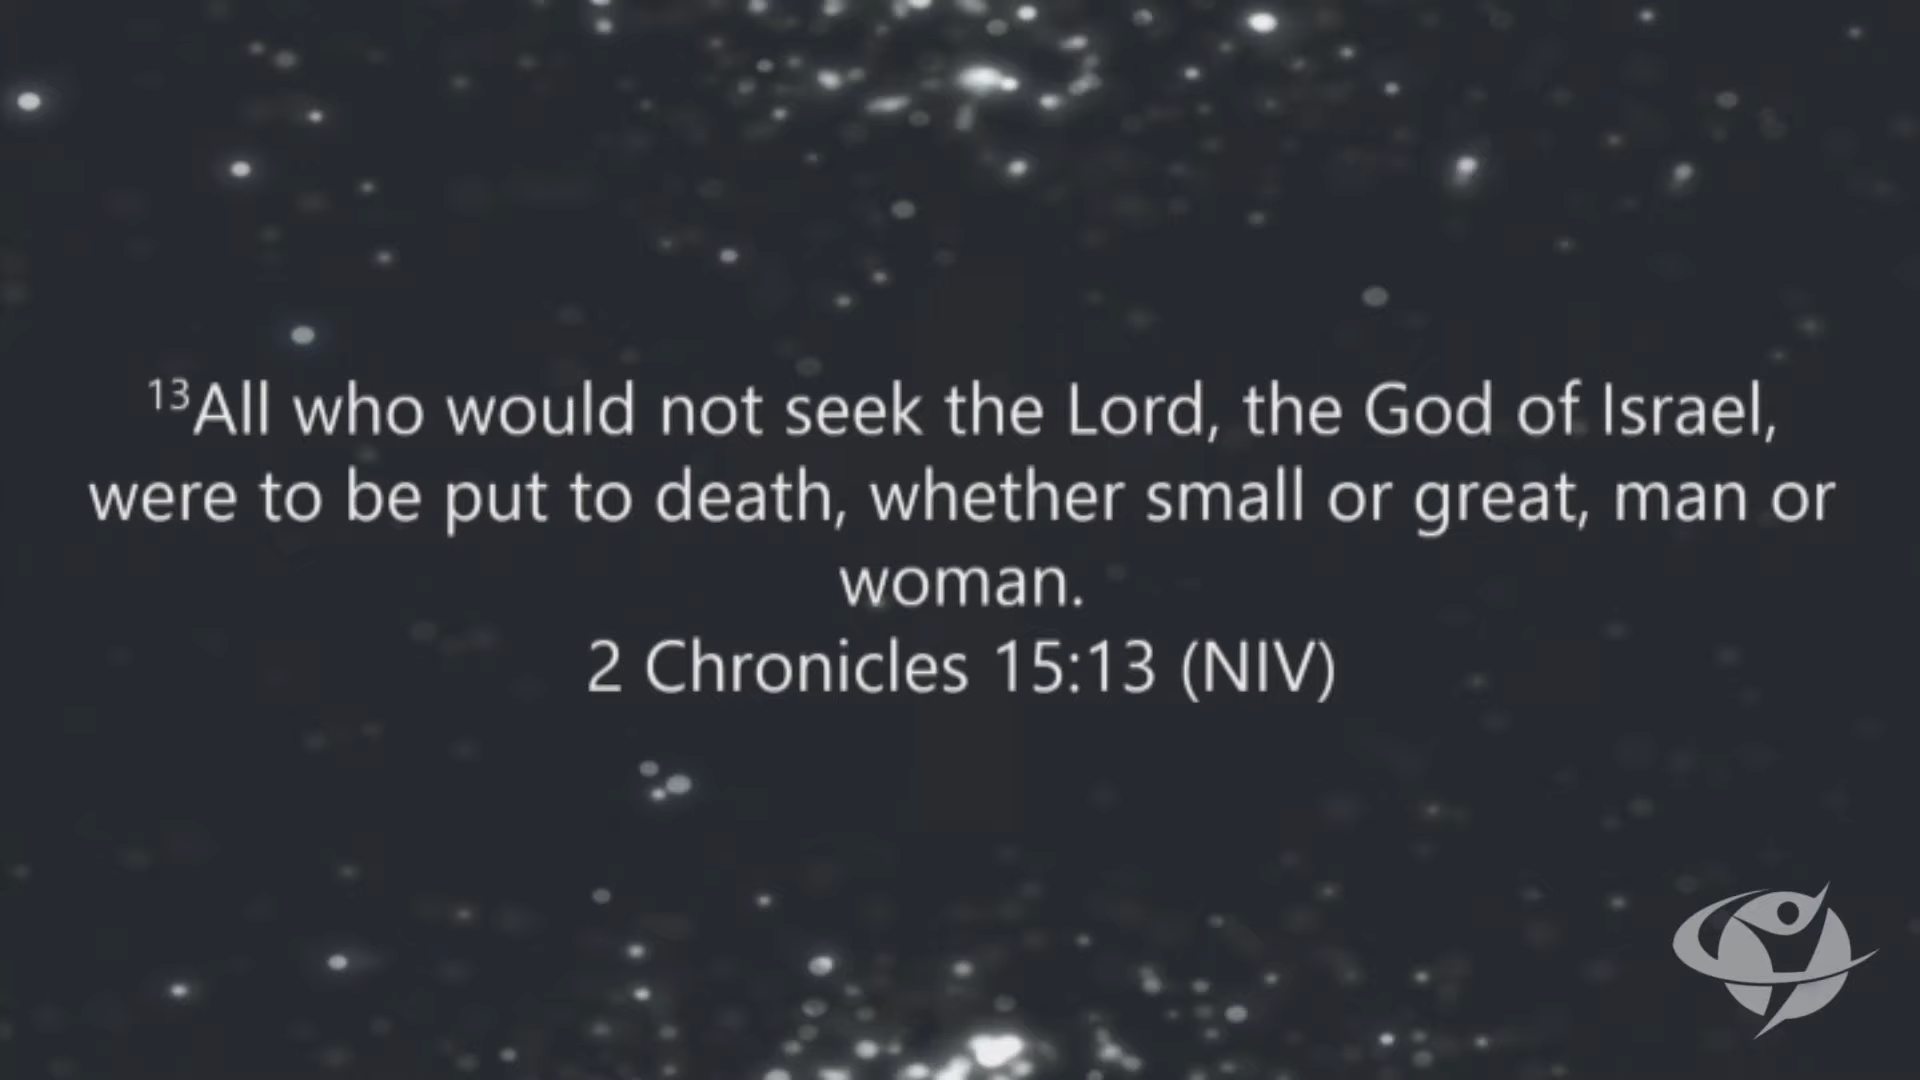 ¹³All who would not seek the Lord, the God of Israel,
were to be put to death, whether small or great, man or
woman.
2 Chronicles 15:13 (NIV)